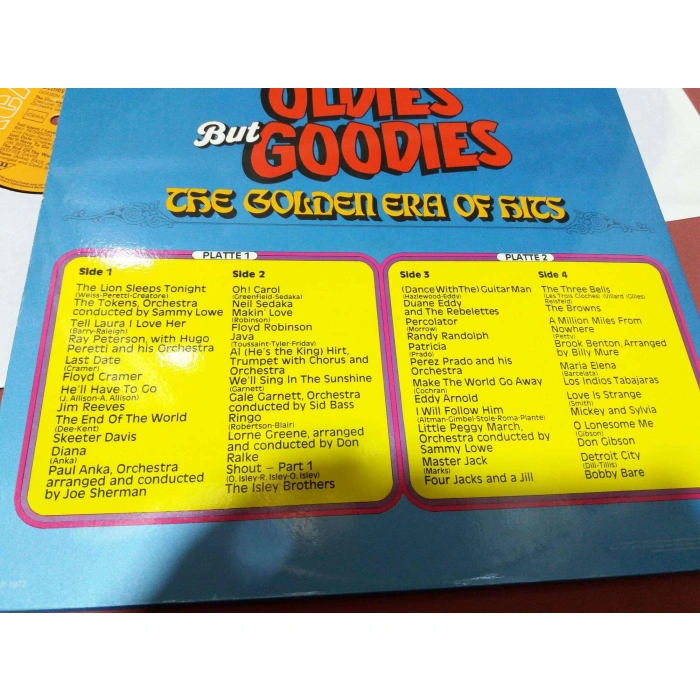 OLDIES
But GOODIES
THE GOLDEN ERA OF HITS
PLATTE 1
Side 1
The Lion Sleeps Tonight
(Weiss-Peretti-Creatore)
The Tokens, Orchestra
conducted by Sammy Lowe
Tell Laura I Love Her
(Barry-Raleigh)
Ray Peterson, with Hugo
Peretti and his Orchestra
Last Date
(Cramer)
Floyd Cramer
He'll Have To Go
(J. Allison-A. Allison)
Jim Reeves
The End Of The World
(Dee-Kent)
Skeeter Davis
Diana
(Anka)
Paul Anka, Orchestra
arranged and conducted
by Joe Sherman
Side 2
Oh! Carol
(Greenfield-Sedaka)
Neil Sedaka
Makin' Love
(Robinson)
Floyd Robinson
Java
(Toussaint-Tyler-Friday)
Al (He's the King) Hirt,
Trumpet with Chorus and
Orchestra
We'll Sing In The Sunshine
(Garnett)
Gale Garnett, Orchestra
conducted by Sid Bass
Ringo
(Robertson-Blair)
Lorne Greene, arranged
and conducted by Don
Ralke
Shout – Part 1
(O. Isley-R. Isley-O. Isley)
The Isley Brothers
PLATTE 2
Side 3
(Dance With The) Guitar Man
(Hazlewood-Eddy)
Duane Eddy
and The Rebelettes
Percolator
(Morrow)
Randy Randolph
Patricia
(Prado)
Perez Prado and his
Orchestra
Make The World Go Away
(Cochran)
Eddy Arnold
I Will Follow Him
(Altman-Gimbel-Stole-Roma-Plante)
Little Peggy March,
Orchestra conducted by
Sammy Lowe
Master Jack
(Marks)
Four Jacks and a Jill
Side 4
The Three Bells
(Les Trois Cloches) (Villard (Gilles)
Reisfeld)
The Browns
A Million Miles From
Nowhere
(Petty)
Brook Benton, Arranged
by Billy Mure
Maria Elena
(Barcelata)
Los Indios Tabajaras
Love Is Strange
(Smith)
Mickey and Sylvia
O Lonesome Me
(Gibson)
Don Gibson
Detroit City
(Dill-Tillis)
Bobby Bare